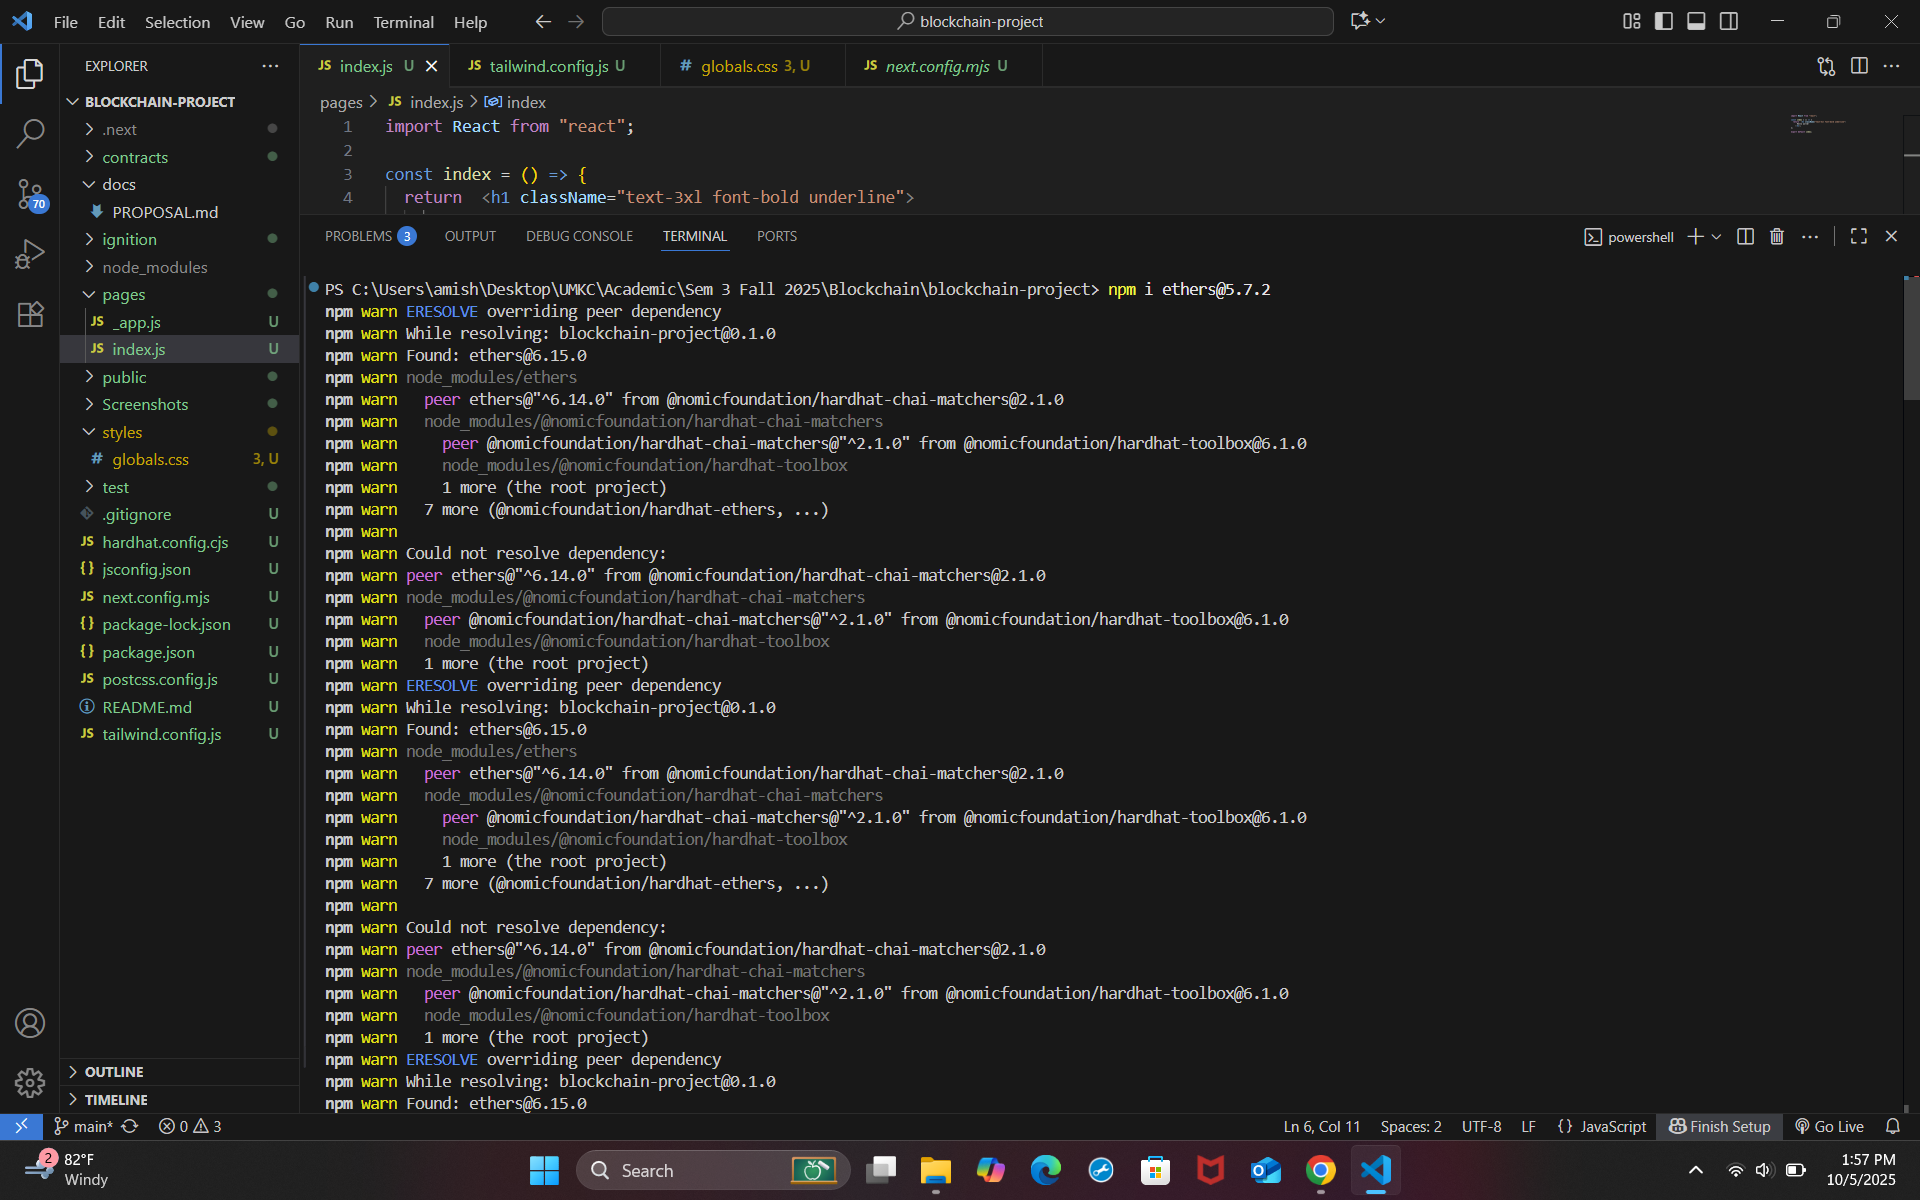 File Edit Selection View Go Run Terminal Help
blockchain-project
EXPLORER
BLOCKCHAIN-PROJECT
.next
contracts
docs
PROPOSAL.md
ignition
node_modules
pages
JS _app.js U
JS index.js U
public
Screenshots
styles
# globals.css 3, U
test
.gitignore U
JS hardhat.config.cjs U
{} jsconfig.json U
JS next.config.mjs U
{} package-lock.json U
{} package.json U
JS postcss.config.js U
README.md U
JS tailwind.config.js U
OUTLINE
TIMELINE
70
JS index.js U
JS tailwind.config.js U
# globals.css 3, U
JS next.config.mjs U
pages > JS index.js > index
1 import React from "react";
2
3 const index = () => {
4 return <h1 className="text-3xl font-bold underline">
PROBLEMS 3 OUTPUT DEBUG CONSOLE TERMINAL PORTS
powershell
PS C:\Users\amish\Desktop\UMKC\Academic\Sem 3 Fall 2025\Blockchain\blockchain-project> npm i ethers@5.7.2
npm warn ERESOLVE overriding peer dependency
npm warn While resolving: blockchain-project@0.1.0
npm warn Found: ethers@6.15.0
npm warn node_modules/ethers
npm warn peer ethers@"^6.14.0" from @nomicfoundation/hardhat-chai-matchers@2.1.0
npm warn node_modules/@nomicfoundation/hardhat-chai-matchers
npm warn peer @nomicfoundation/hardhat-chai-matchers@"^2.1.0" from @nomicfoundation/hardhat-toolbox@6.1.0
npm warn node_modules/@nomicfoundation/hardhat-toolbox
npm warn 1 more (the root project)
npm warn 7 more (@nomicfoundation/hardhat-ethers, ...)
npm warn
npm warn Could not resolve dependency:
npm warn peer ethers@"^6.14.0" from @nomicfoundation/hardhat-chai-matchers@2.1.0
npm warn node_modules/@nomicfoundation/hardhat-chai-matchers
npm warn peer @nomicfoundation/hardhat-chai-matchers@"^2.1.0" from @nomicfoundation/hardhat-toolbox@6.1.0
npm warn node_modules/@nomicfoundation/hardhat-toolbox
npm warn 1 more (the root project)
npm warn ERESOLVE overriding peer dependency
npm warn While resolving: blockchain-project@0.1.0
npm warn Found: ethers@6.15.0
npm warn node_modules/ethers
npm warn peer ethers@"^6.14.0" from @nomicfoundation/hardhat-chai-matchers@2.1.0
npm warn node_modules/@nomicfoundation/hardhat-chai-matchers
npm warn peer @nomicfoundation/hardhat-chai-matchers@"^2.1.0" from @nomicfoundation/hardhat-toolbox@6.1.0
npm warn node_modules/@nomicfoundation/hardhat-toolbox
npm warn 1 more (the root project)
npm warn 7 more (@nomicfoundation/hardhat-ethers, ...)
npm warn
npm warn Could not resolve dependency:
npm warn peer ethers@"^6.14.0" from @nomicfoundation/hardhat-chai-matchers@2.1.0
npm warn node_modules/@nomicfoundation/hardhat-chai-matchers
npm warn peer @nomicfoundation/hardhat-chai-matchers@"^2.1.0" from @nomicfoundation/hardhat-toolbox@6.1.0
npm warn node_modules/@nomicfoundation/hardhat-toolbox
npm warn 1 more (the root project)
npm warn ERESOLVE overriding peer dependency
npm warn While resolving: blockchain-project@0.1.0
npm warn Found: ethers@6.15.0
main* 0 3
Ln 6, Col 11 Spaces: 2 UTF-8 LF {} JavaScript Finish Setup Go Live
2 82°F
Windy
Search
1:57 PM
10/5/2025